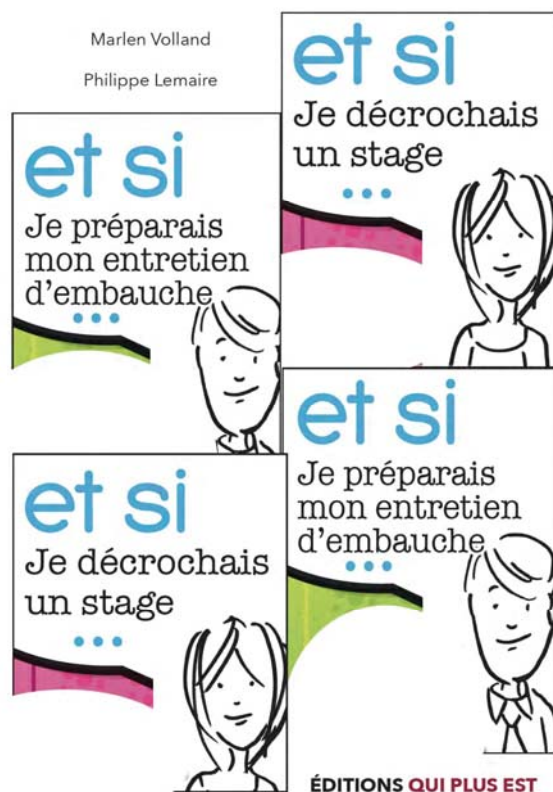 Marlen Volland
Philippe Lemaire
et si
Je décrochais
un stage
...
et si
Je préparais
mon entretien
d'embauche
...
et si
Je préparais
mon entretien
d'embauche
...
et si
Je décrochais
un stage
...
ÉDITIONS QUI PLUS EST